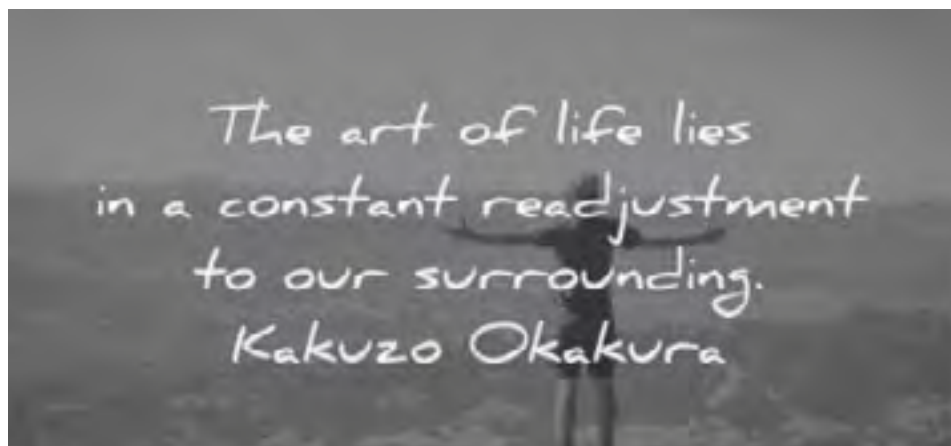 The art of life lies
in a constant readjustment
to our surrounding.
Kakuzo Okakura